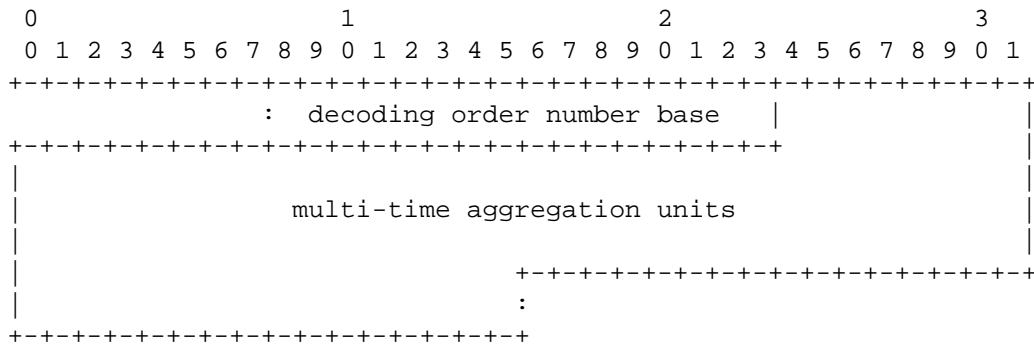 0                   1                   2                   3
 0 1 2 3 4 5 6 7 8 9 0 1 2 3 4 5 6 7 8 9 0 1 2 3 4 5 6 7 8 9 0 1
+-+-+-+-+-+-+-+-+-+-+-+-+-+-+-+-+-+-+-+-+-+-+-+-+-+-+-+-+-+-+-+-+
                :  decoding order number base   |               |
+-+-+-+-+-+-+-+-+-+-+-+-+-+-+-+-+-+-+-+-+-+-+-+-+               |
|                                                               |
|                 multi-time aggregation units                  |
|                                                               |
|                               +-+-+-+-+-+-+-+-+-+-+-+-+-+-+-+-+
|                               :
+-+-+-+-+-+-+-+-+-+-+-+-+-+-+-+-+